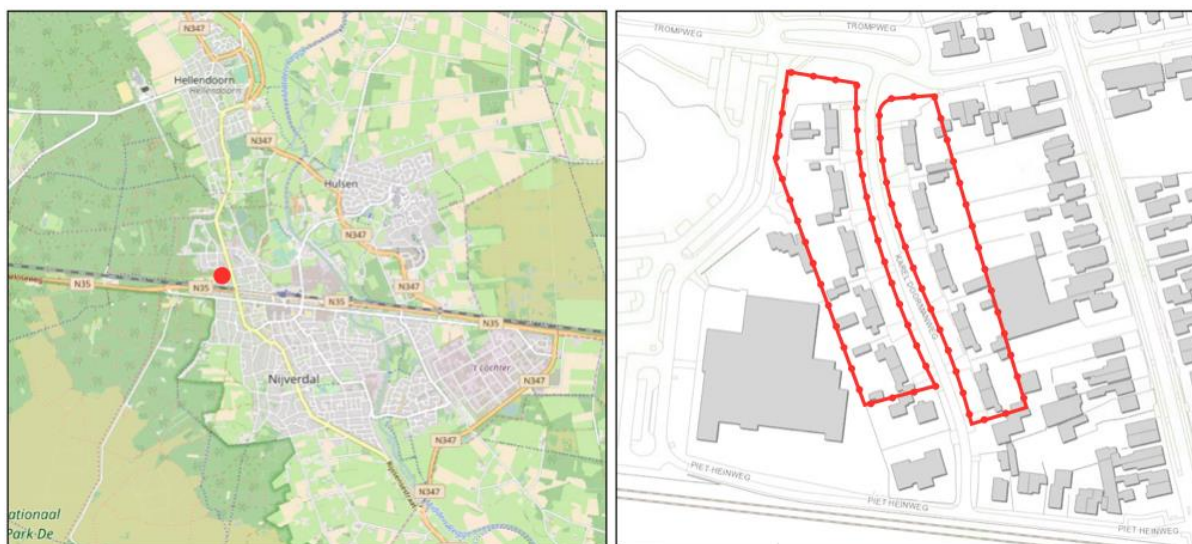 N347
Hellendoorn
Hellendoorn
N347
Hulsen
N347
N35
N35
N35
N347
N35
Nijverdal
't Lochter
N347
N347
ationaal
Park De
TROMPWEG
TROMPWEG
KAREL DOORMANWEG
PIET HEINWEG
PIET HEINWEG
PIET HEINWEG